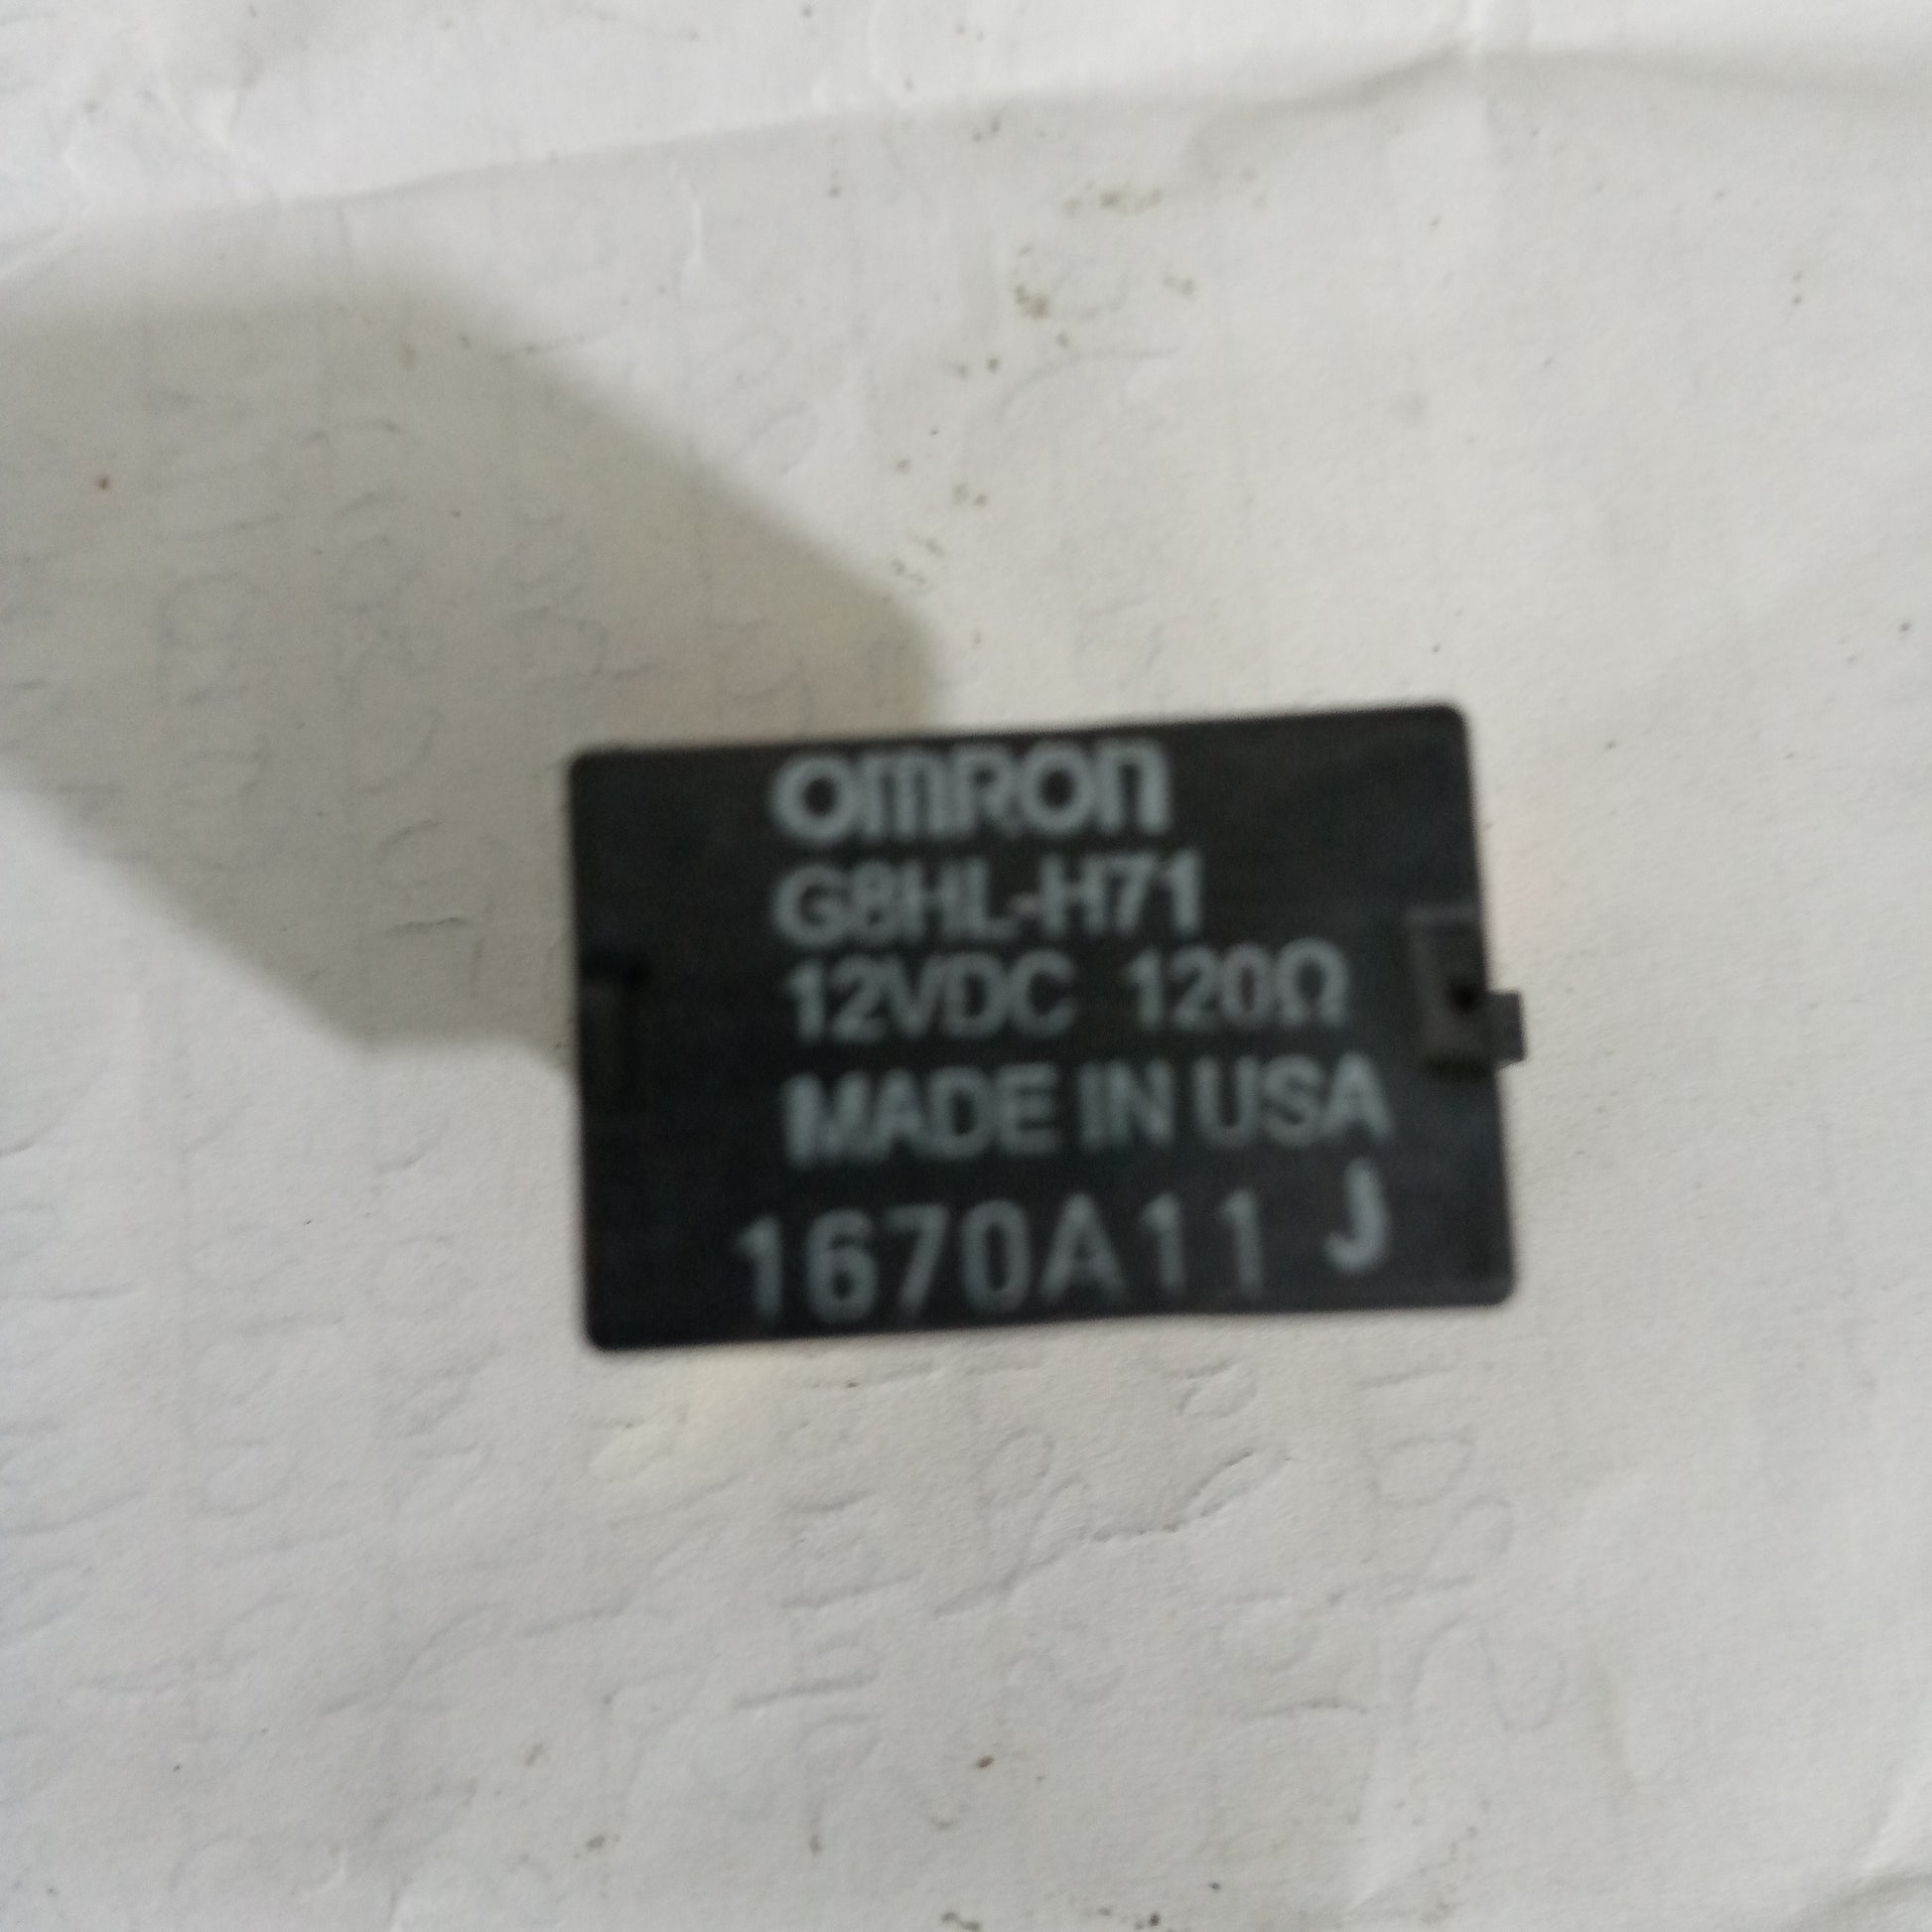 OMRON
G8HL-H71
12VDC 120Ω
MADE IN USA
1670A11 J